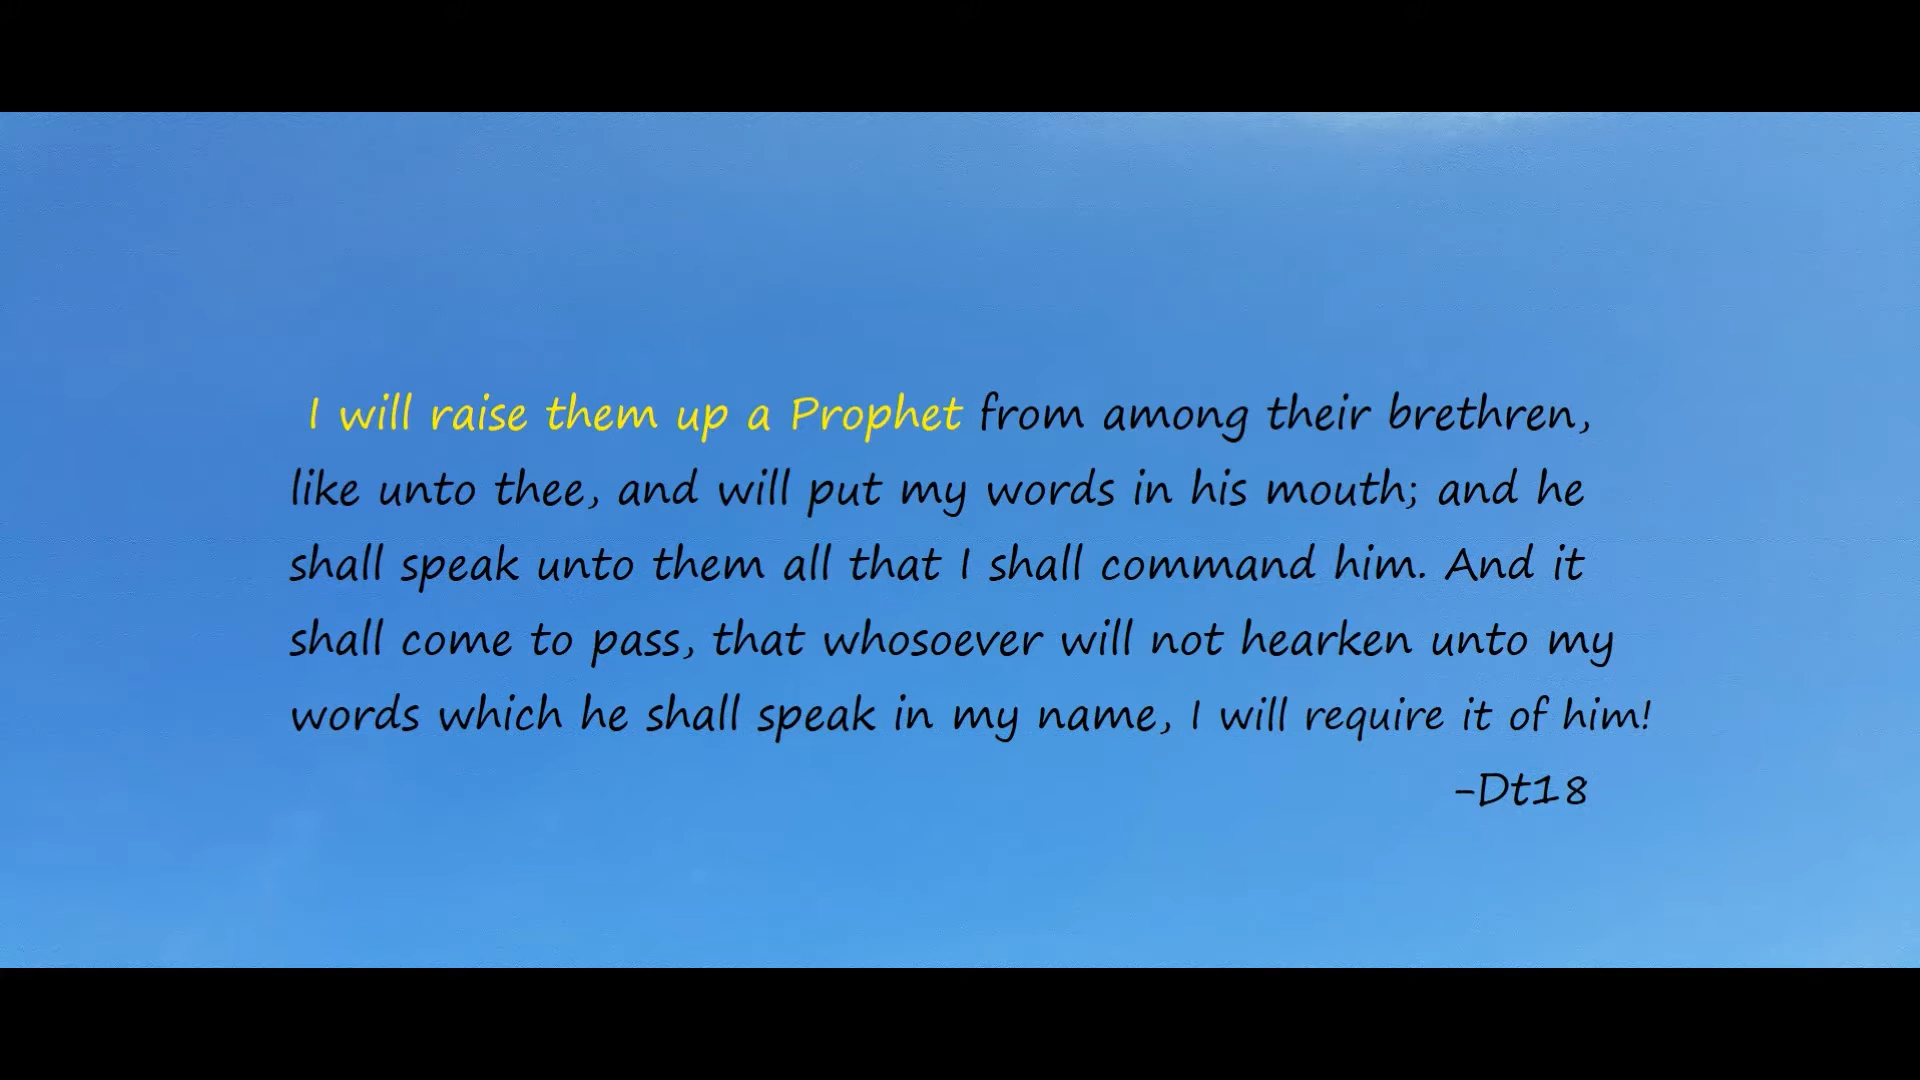 I will raise them up a Prophet from among their brethren,
like unto thee, and will put my words in his mouth; and he
shall speak unto them all that I shall command him. And it
shall come to pass, that whosoever will not hearken unto my
words which he shall speak in my name, I will require it of him!
-Dt18